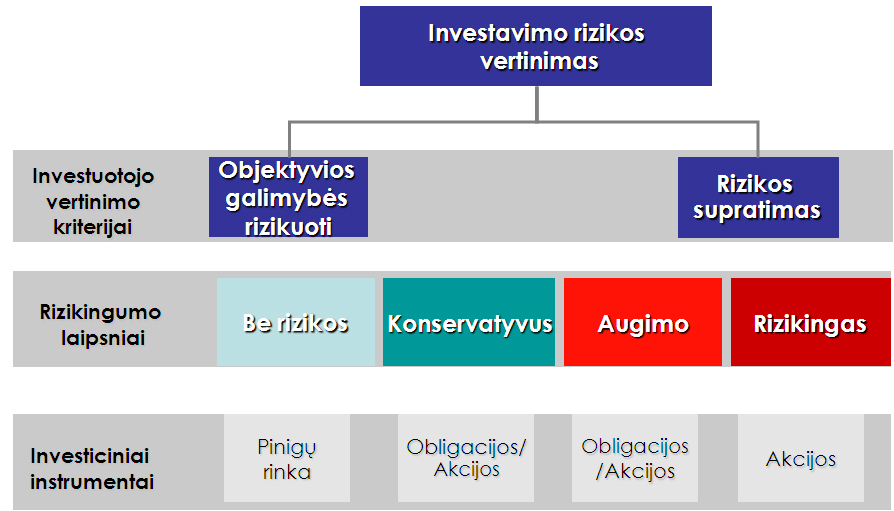 Investavimo rizikos
vertinimas
Investuotojo
vertinimo
kriterijai
Objektyvios
galimybės
rizikuoti
Rizikos
supratimas
Rizikingumo
laipsniai
Be rizikos
Konservatyvus
Augimo
Rizikingas
Investiciniai
instrumentai
Pinigų
rinka
Obligacijos/
Akcijos
Obligacijos
/Akcijos
Akcijos